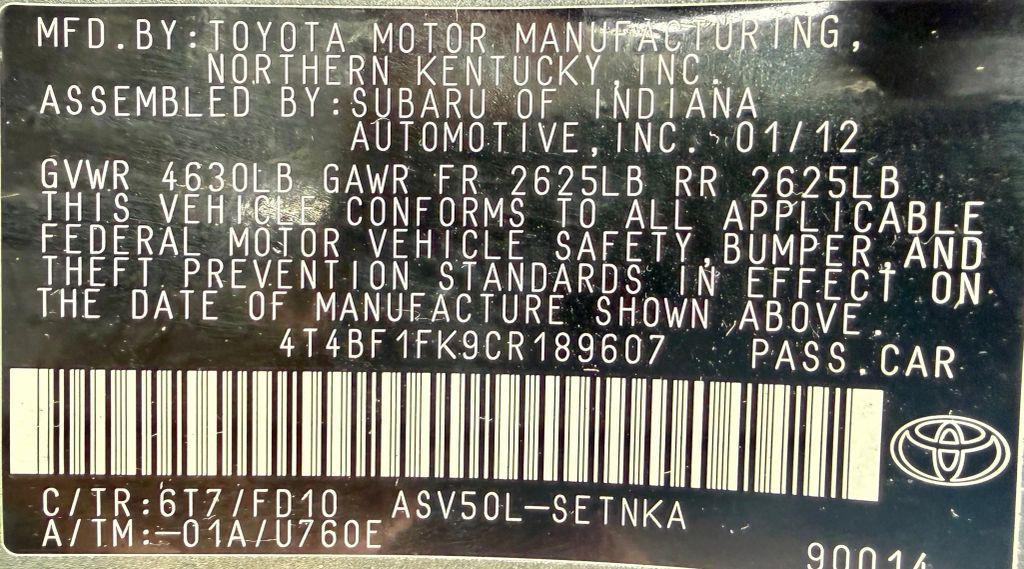 MFD.BY:TOYOTA MOTOR MANUFACTURING,
NORTHERN KENTUCKY,INC.
ASSEMBLED BY:SUBARU OF INDIANA
AUTOMOTIVE,INC. 01/12
GVWR 4630LB GAWR FR 2625LB RR 2625LB
THIS VEHICLE CONFORMS TO ALL APPLICABLE
FEDERAL MOTOR VEHICLE SAFETY,BUMPER,AND
THEFT PREVENTION STANDARDS IN EFFECT ON
THE DATE OF MANUFACTURE SHOWN ABOVE.
4T4BF1FK9CR189607 PASS.CAR
C/TR:6T7/FD10 ASV50L-SETNKA
A/TM:-01A/U760E
90014